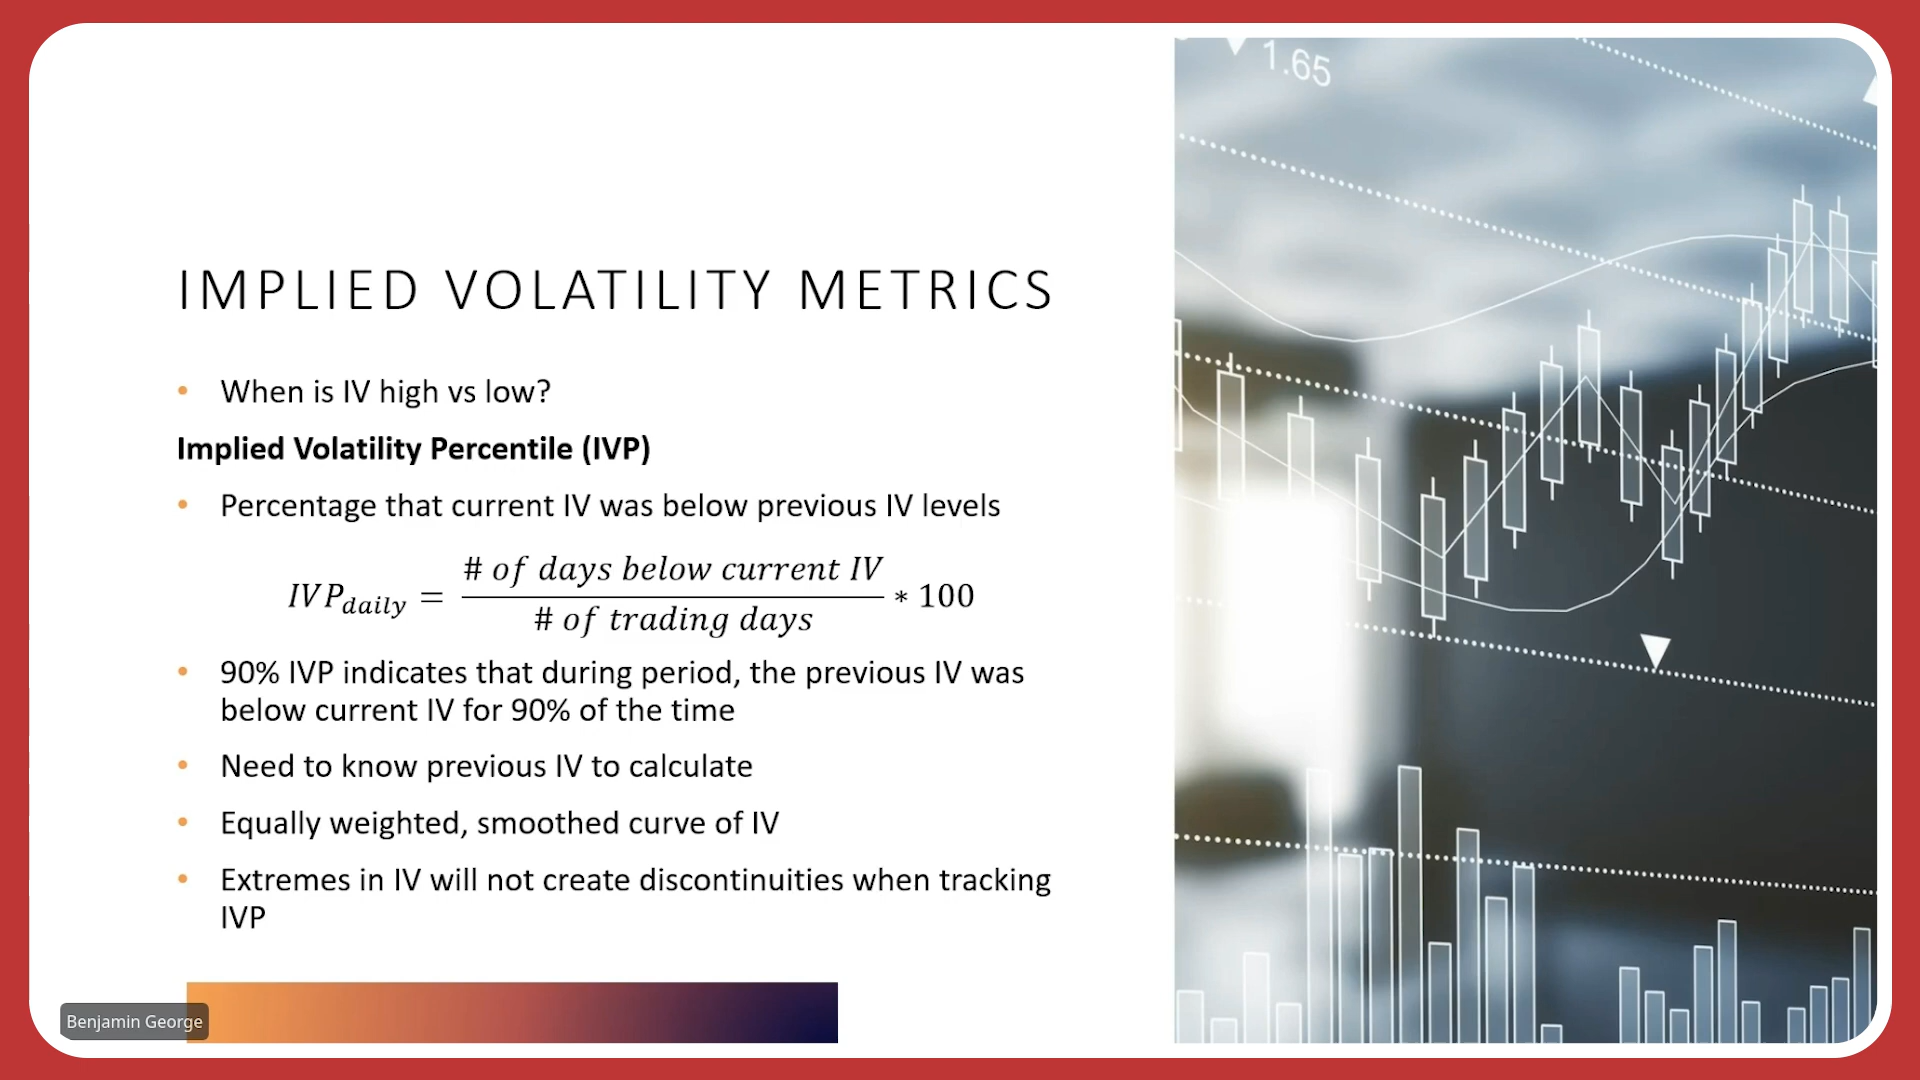 1.65
IMPLIED VOLATILITY METRICS
• When is IV high vs low?
Implied Volatility Percentile (IVP)
• Percentage that current IV was below previous IV levels
IVP_daily = # of days below current IV / # of trading days * 100
• 90% IVP indicates that during period, the previous IV was
below current IV for 90% of the time
• Need to know previous IV to calculate
• Equally weighted, smoothed curve of IV
• Extremes in IV will not create discontinuities when tracking
IVP
Benjamin George